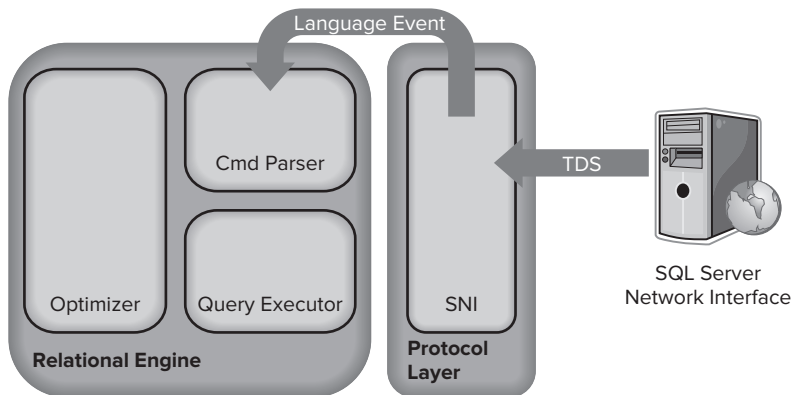 Language Event
Cmd Parser
TDS
Optimizer
Query Executor
SNI
SQL Server
Network Interface
Relational Engine
Protocol
Layer